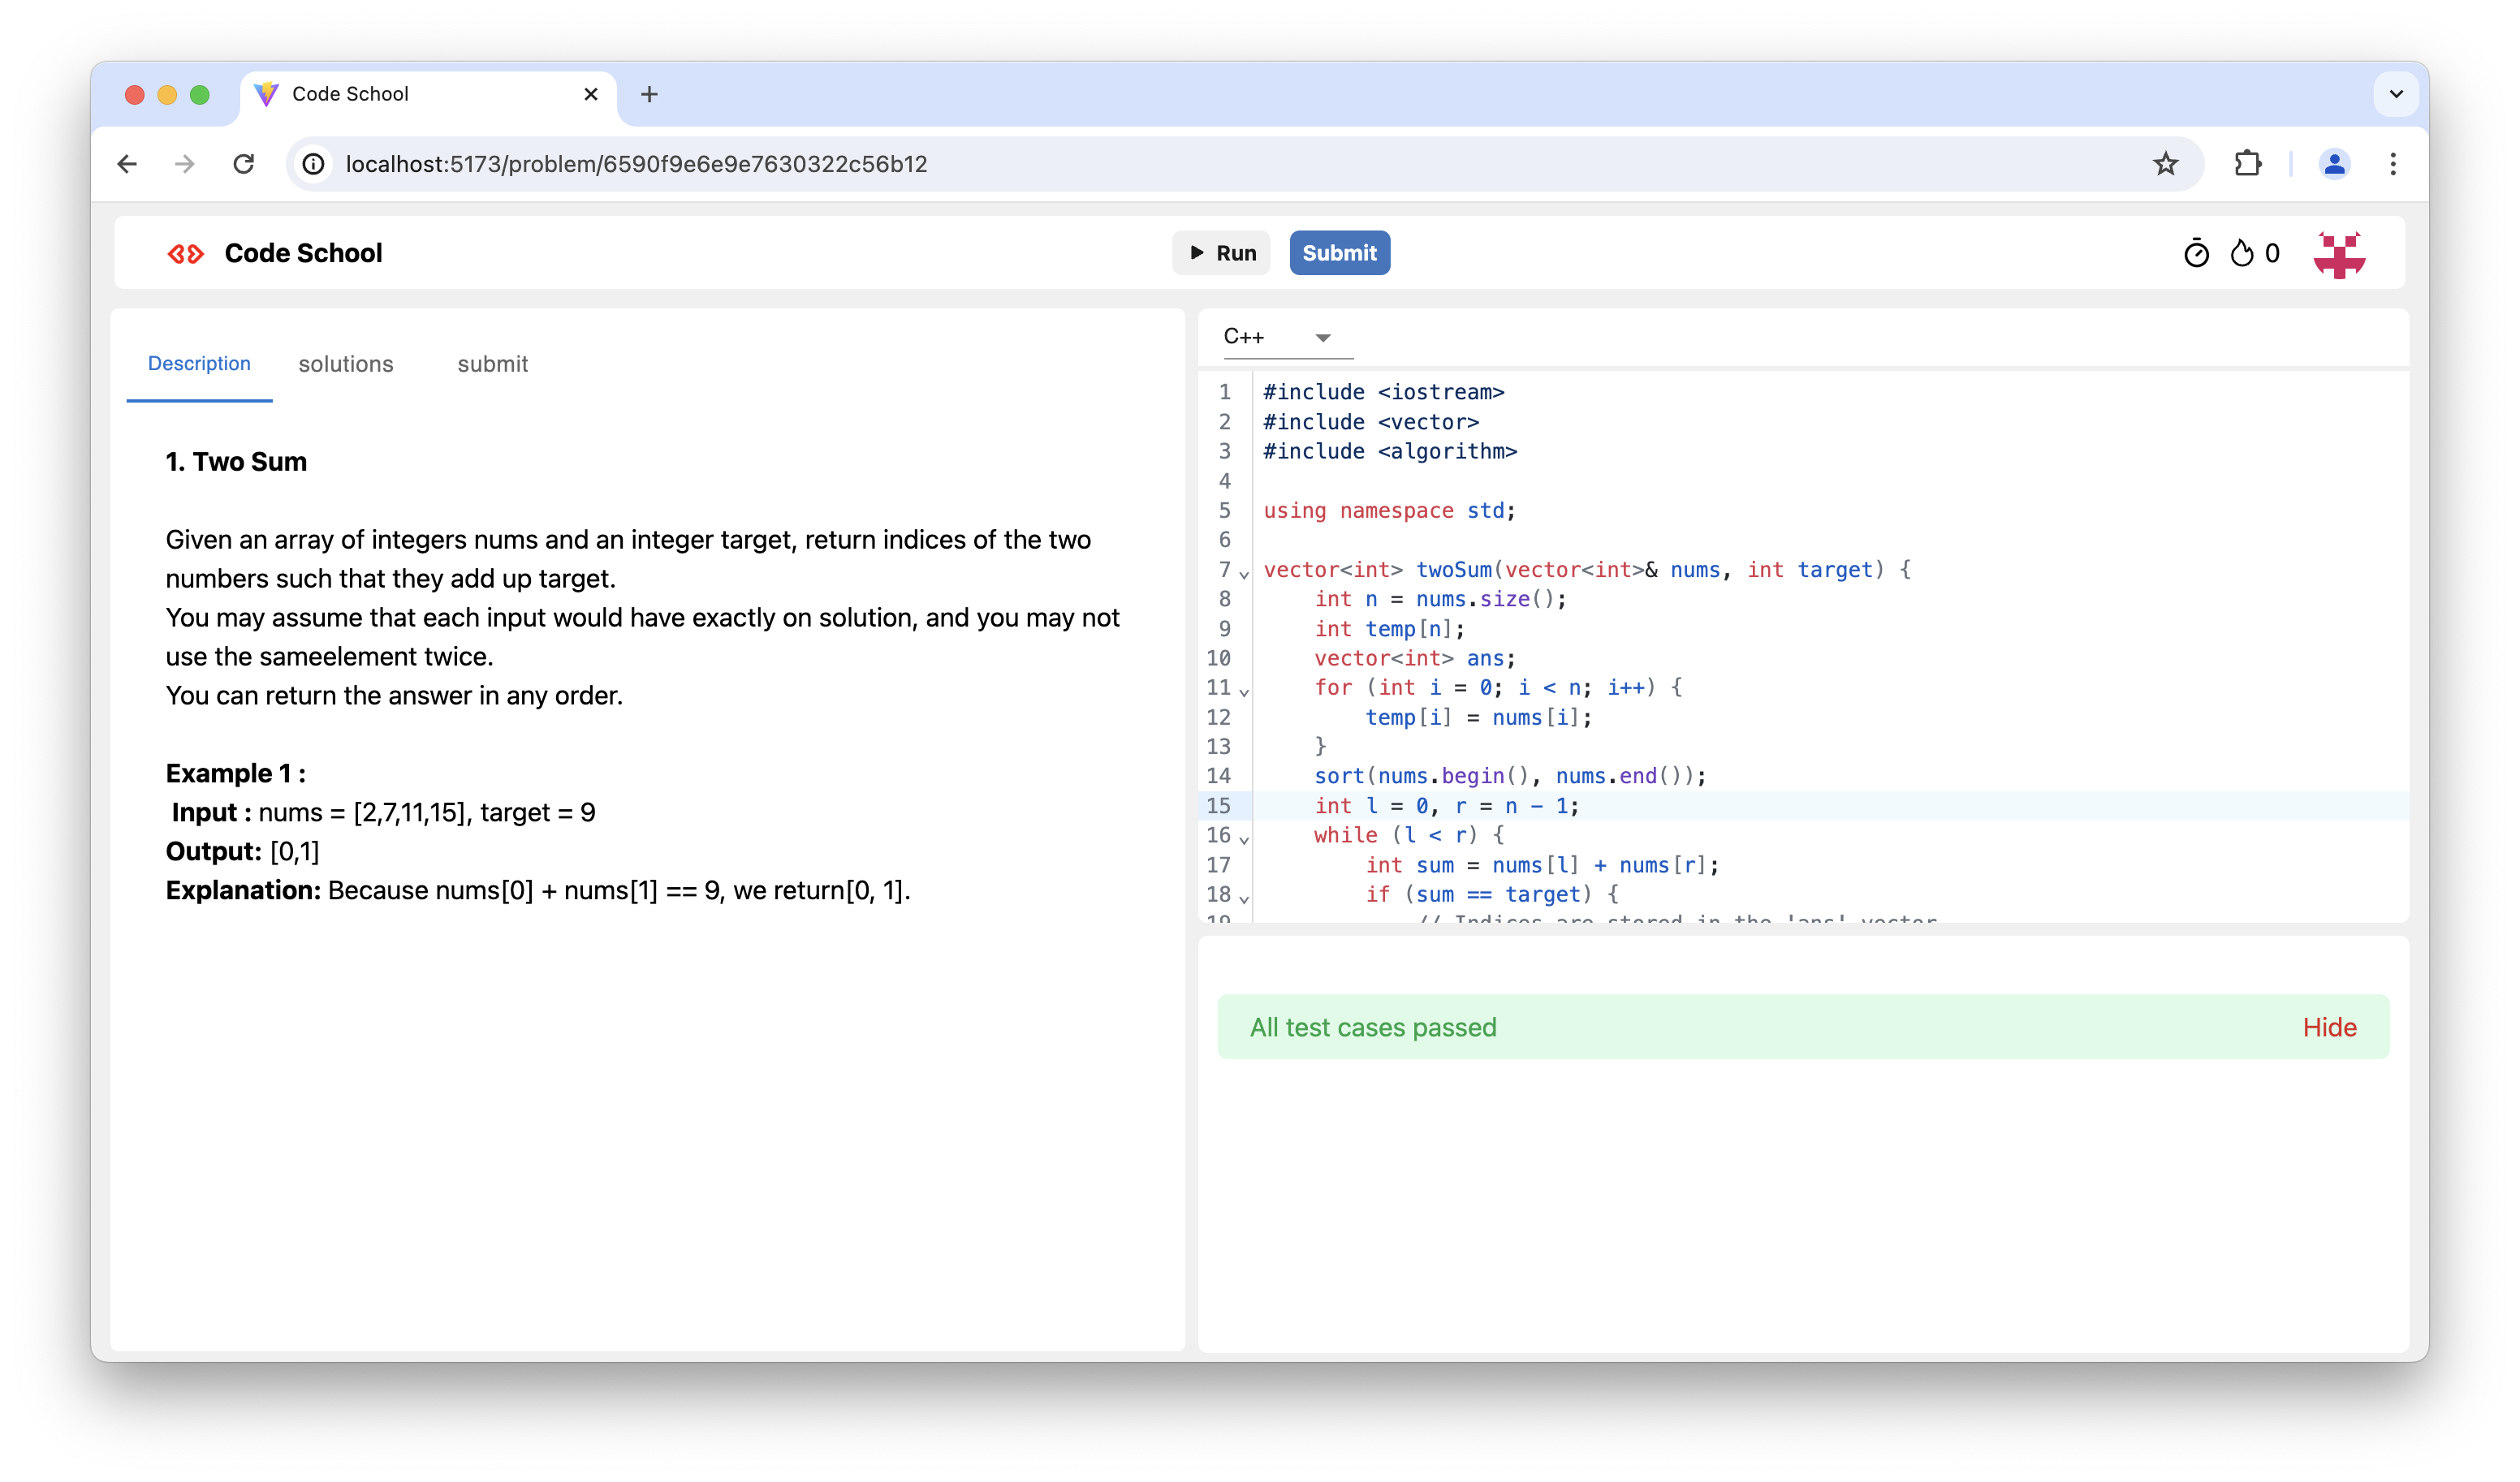 Code School
localhost:5173/problem/6590f9e6e9e7630322c56b12
Code School
Run
Submit
0
Description
solutions
submit
1. Two Sum
Given an array of integers nums and an integer target, return indices of the two
numbers such that they add up target.
You may assume that each input would have exactly on solution, and you may not
use the sameelement twice.
You can return the answer in any order.
Example 1 :
Input : nums = [2,7,11,15], target = 9
Output: [0,1]
Explanation: Because nums[0] + nums[1] == 9, we return[0, 1].
C++
1 #include <iostream>
2 #include <vector>
3 #include <algorithm>
4
5 using namespace std;
6
7 vector<int> twoSum(vector<int>& nums, int target) {
8 int n = nums.size();
9 int temp[n];
10 vector<int> ans;
11 for (int i = 0; i < n; i++) {
12 temp[i] = nums[i];
13 }
14 sort(nums.begin(), nums.end());
15 int l = 0, r = n - 1;
16 while (l < r) {
17 int sum = nums[l] + nums[r];
18 if (sum == target) {
19 // Indices are stored in the 'ans' vector
All test cases passed
Hide